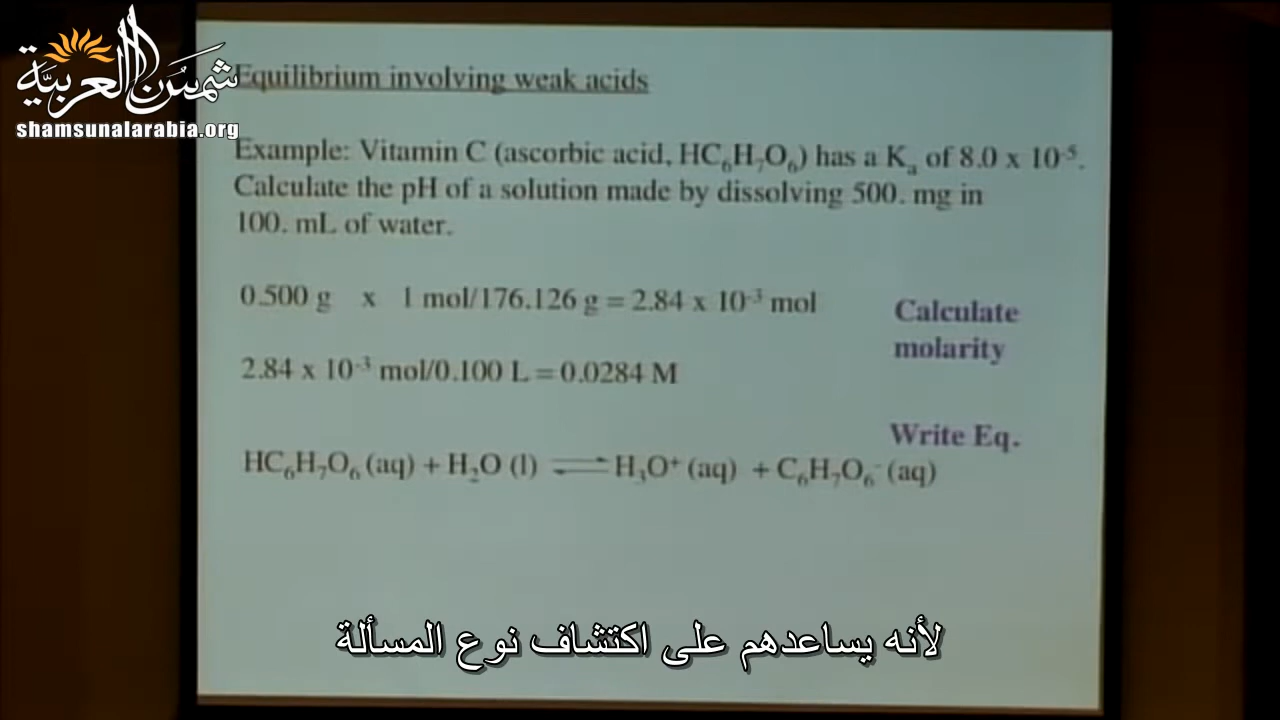 شمسُنا العربيَّة
shamsunalarabia.org
Equilibrium involving weak acids
Example: Vitamin C (ascorbic acid, HC₆H₇O₆) has a Kₐ of 8.0 x 10⁻⁵.
Calculate the pH of a solution made by dissolving 500. mg in
100. mL of water.
0.500 g x 1 mol/176.126 g = 2.84 x 10⁻³ mol
Calculate
molarity
2.84 x 10⁻³ mol/0.100 L = 0.0284 M
Write Eq.
HC₆H₇O₆ (aq) + H₂O (l) ⇌ H₃O⁺ (aq) + C₆H₇O₆⁻ (aq)
لأنه يساعدهم على اكتشاف نوع المسألة